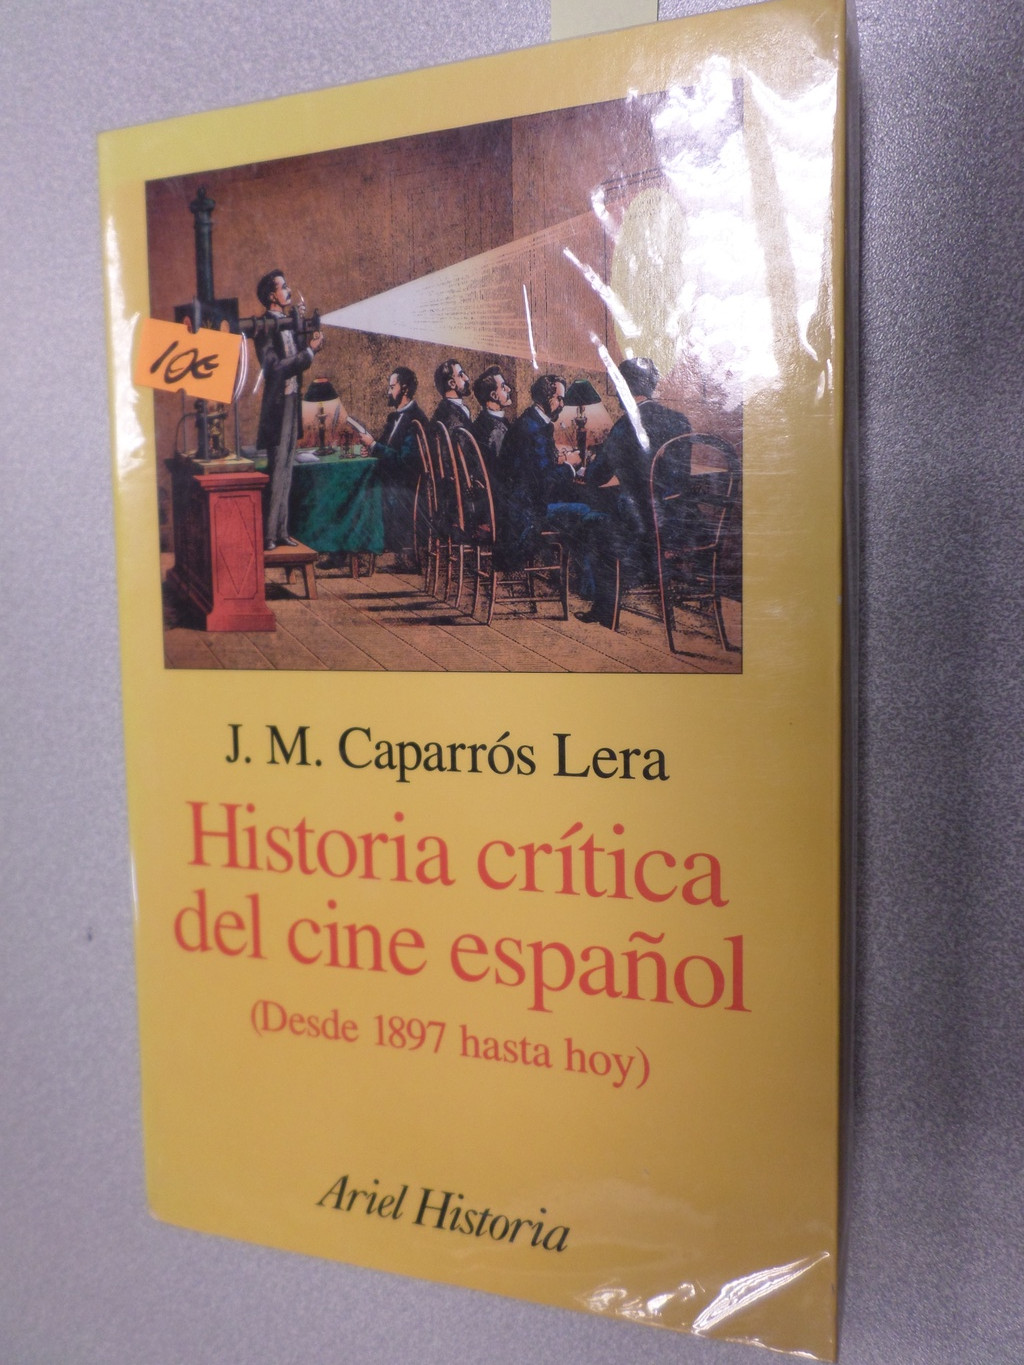 10€
J. M. Caparrós Lera
Historia crítica
del cine español
(Desde 1897 hasta hoy)
Ariel Historia